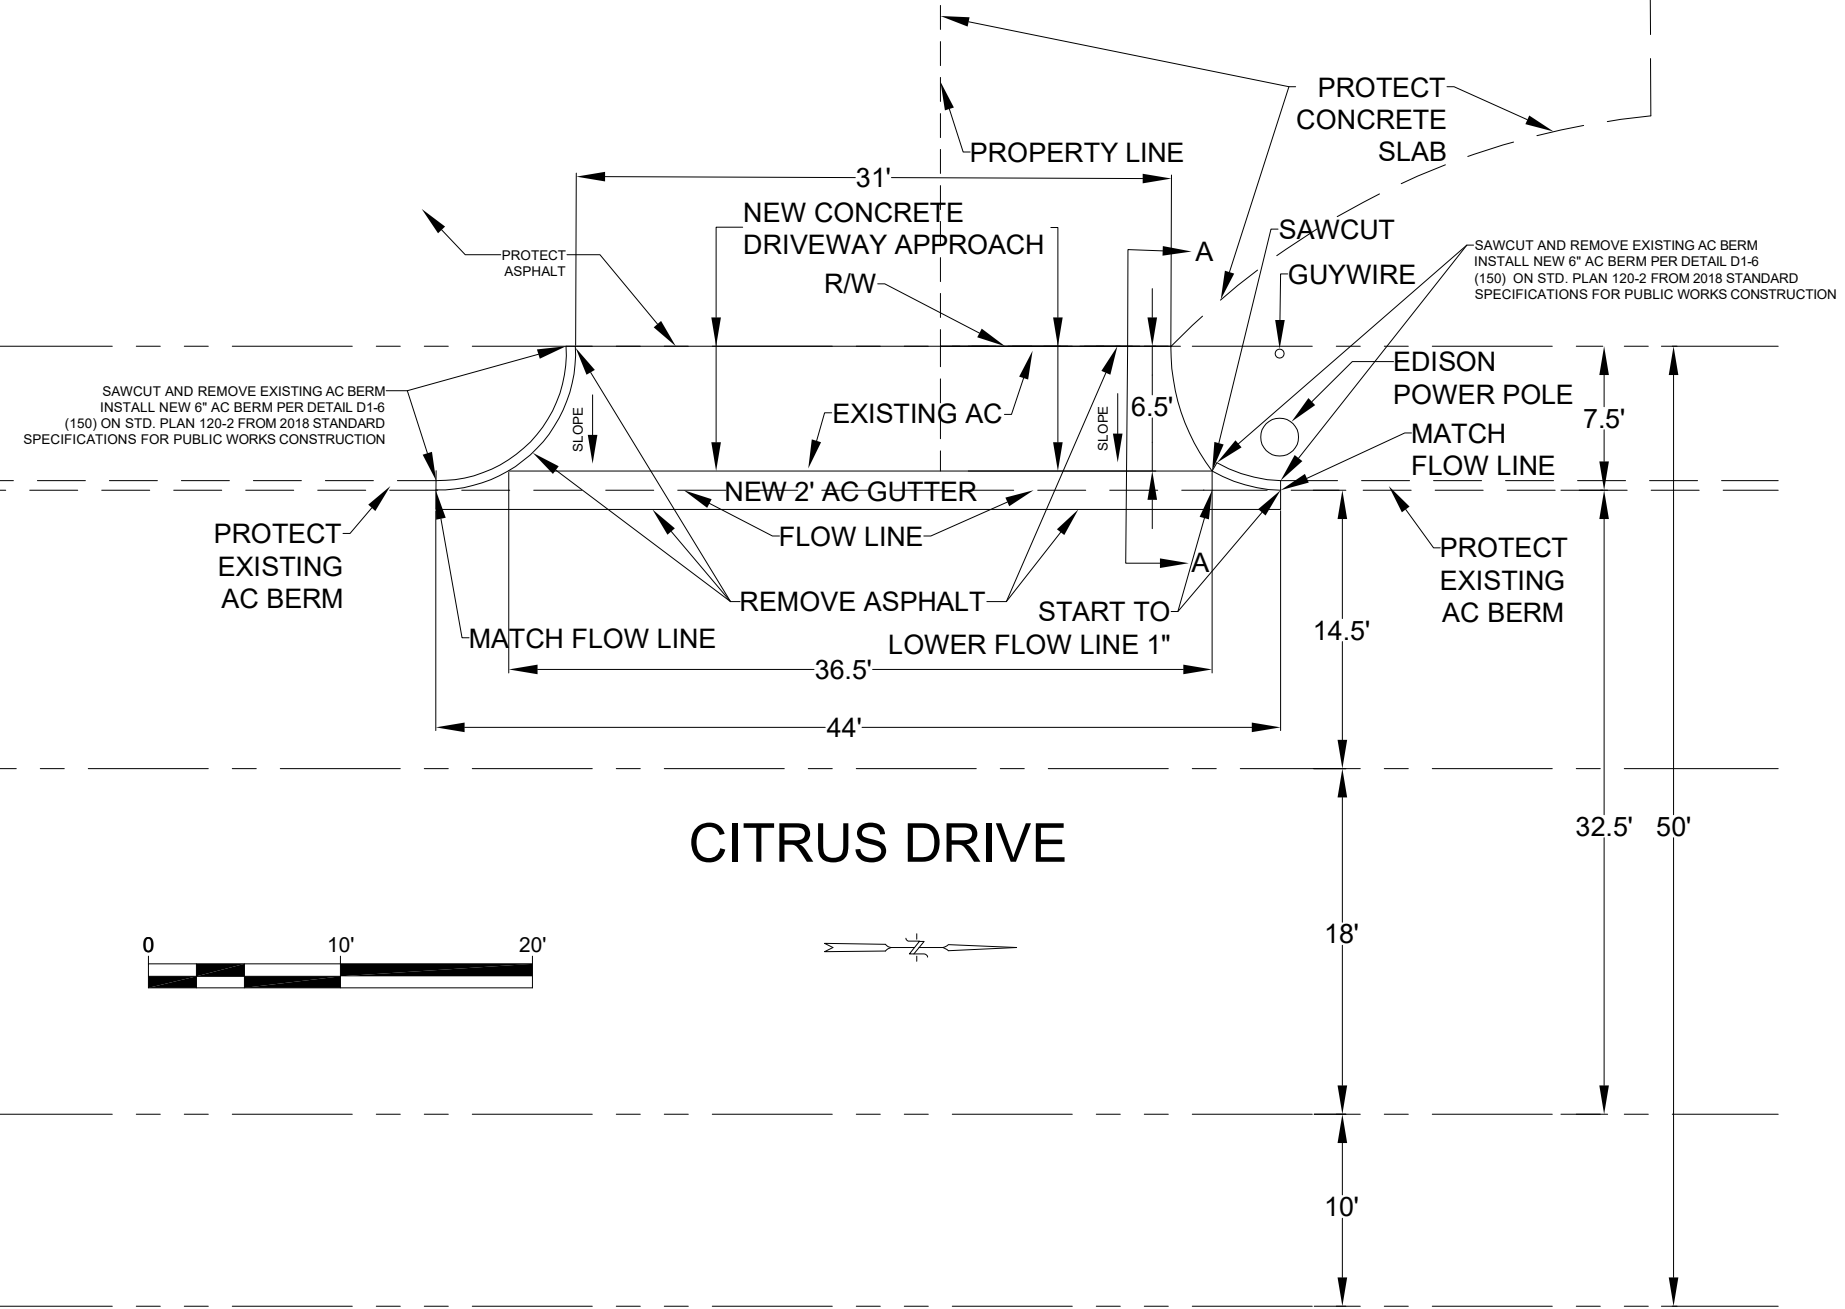 PROTECT
CONCRETE
SLAB
PROPERTY LINE
31'
NEW CONCRETE
DRIVEWAY APPROACH
R/W
PROTECT
ASPHALT
A
SAWCUT
GUYWIRE
SAWCUT AND REMOVE EXISTING AC BERM
INSTALL NEW 6" AC BERM PER DETAIL D1-6
(150) ON STD. PLAN 120-2 FROM 2018 STANDARD
SPECIFICATIONS FOR PUBLIC WORKS CONSTRUCTION
SAWCUT AND REMOVE EXISTING AC BERM
INSTALL NEW 6" AC BERM PER DETAIL D1-6
(150) ON STD. PLAN 120-2 FROM 2018 STANDARD
SPECIFICATIONS FOR PUBLIC WORKS CONSTRUCTION
SLOPE
EXISTING AC
SLOPE
6.5'
EDISON
POWER POLE
7.5'
MATCH
FLOW LINE
NEW 2' AC GUTTER
FLOW LINE
PROTECT
EXISTING
AC BERM
A
PROTECT
EXISTING
AC BERM
REMOVE ASPHALT
START TO
LOWER FLOW LINE 1"
MATCH FLOW LINE
14.5'
36.5'
44'
CITRUS DRIVE
32.5'
50'
18'
0
10'
20'
Z
10'